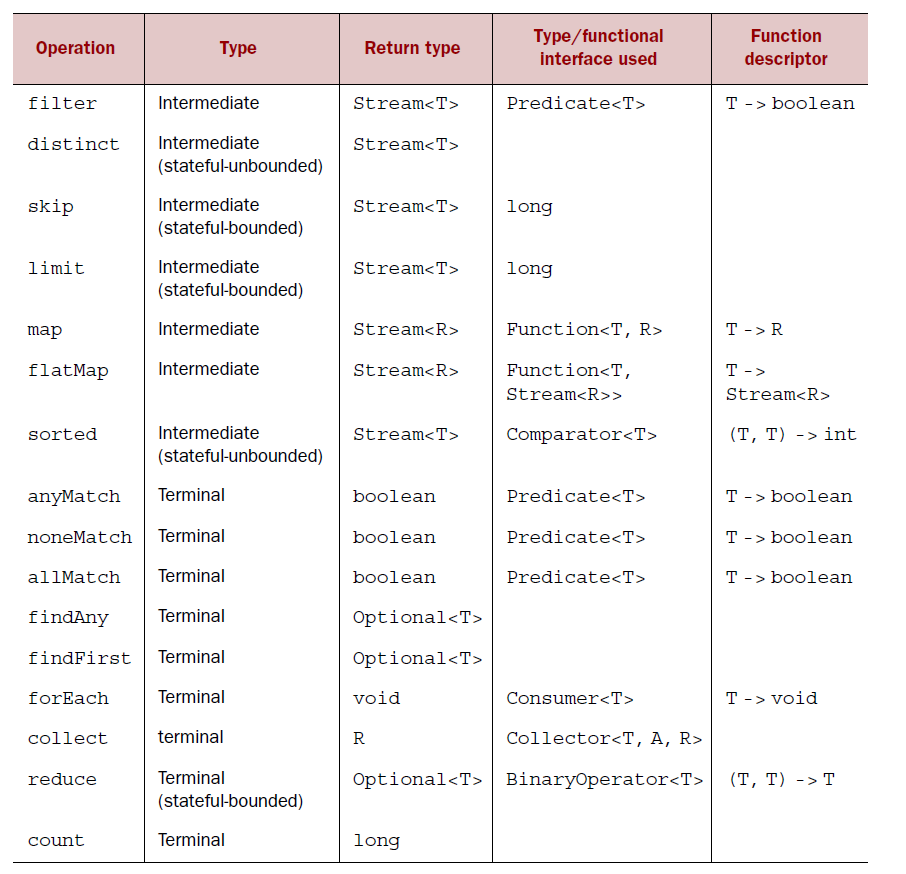 Operation Type Return type Type/functional interface used Function descriptor
filter Intermediate Stream<T> Predicate<T> T -> boolean
distinct Intermediate Stream<T>
(stateful-unbounded)
skip Intermediate Stream<T> long
(stateful-bounded)
limit Intermediate Stream<T> long
(stateful-bounded)
map Intermediate Stream<R> Function<T, R> T -> R
flatMap Intermediate Stream<R> Function<T, T ->
Stream<R>> Stream<R>
sorted Intermediate Stream<T> Comparator<T> (T, T) -> int
(stateful-unbounded)
anyMatch Terminal boolean Predicate<T> T -> boolean
noneMatch Terminal boolean Predicate<T> T -> boolean
allMatch Terminal boolean Predicate<T> T -> boolean
findAny Terminal Optional<T>
findFirst Terminal Optional<T>
forEach Terminal void Consumer<T> T -> void
collect terminal R Collector<T, A, R>
reduce Terminal Optional<T> BinaryOperator<T> (T, T) -> T
(stateful-bounded)
count Terminal long